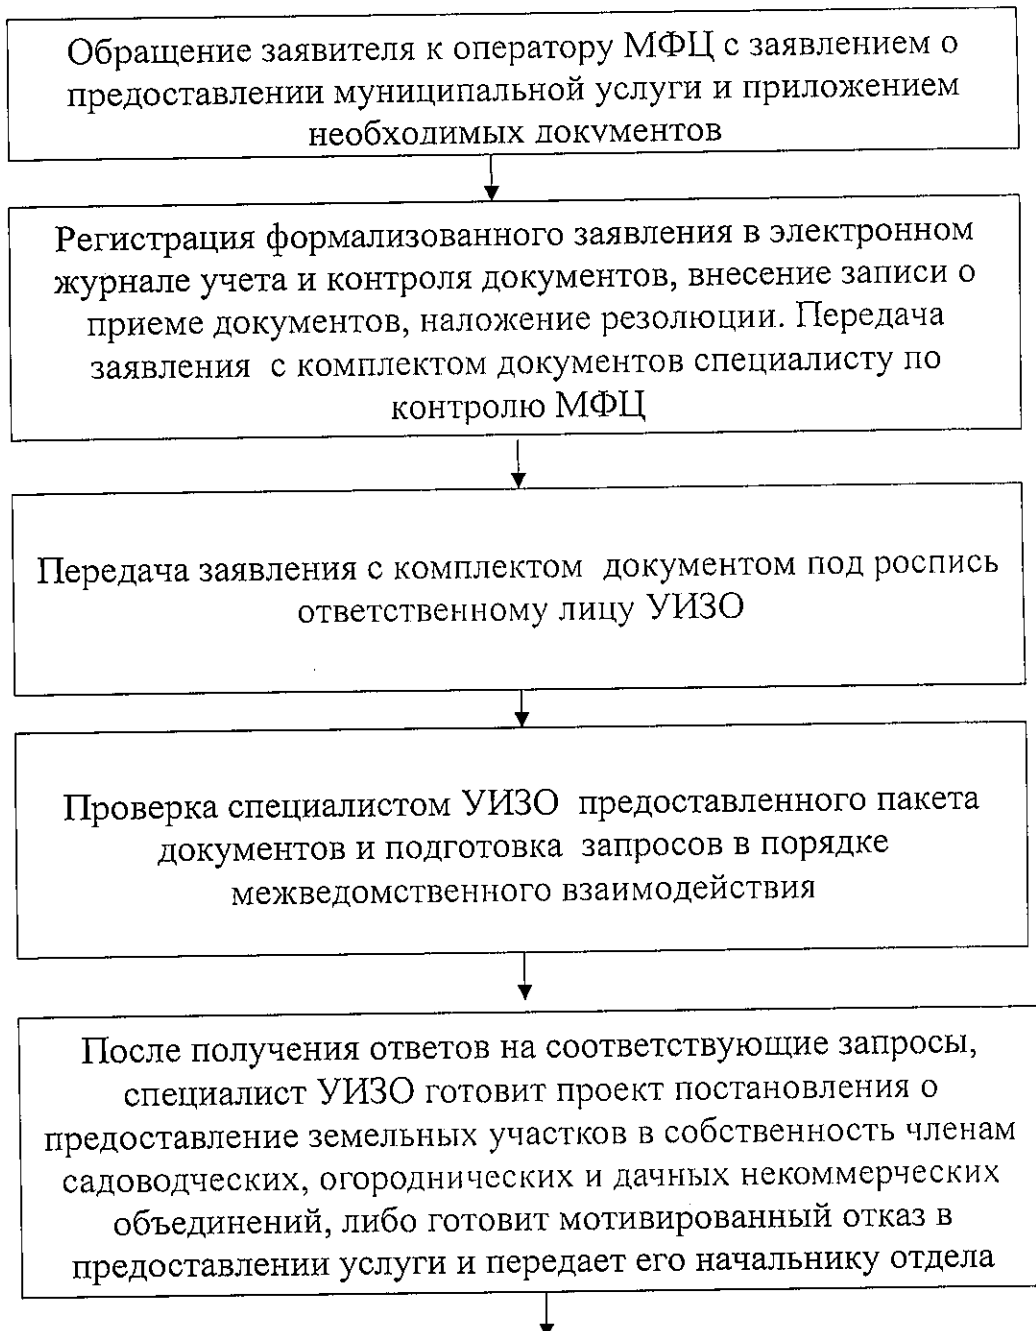 Обращение заявителя к оператору МФЦ с заявлением о
предоставлении муниципальной услуги и приложением
необходимых документов
Регистрация формализованного заявления в электронном
журнале учета и контроля документов, внесение записи о
приеме документов, наложение резолюции. Передача
заявления с комплектом документов специалисту по
контролю МФЦ
Передача заявления с комплектом документом под роспись
ответственному лицу УИЗО
Проверка специалистом УИЗО предоставленного пакета
документов и подготовка запросов в порядке
межведомственного взаимодействия
После получения ответов на соответствующие запросы,
специалист УИЗО готовит проект постановления о
предоставление земельных участков в собственность членам
садоводческих, огороднических и дачных некоммерческих
объединений, либо готовит мотивированный отказ в
предоставлении услуги и передает его начальнику отдела